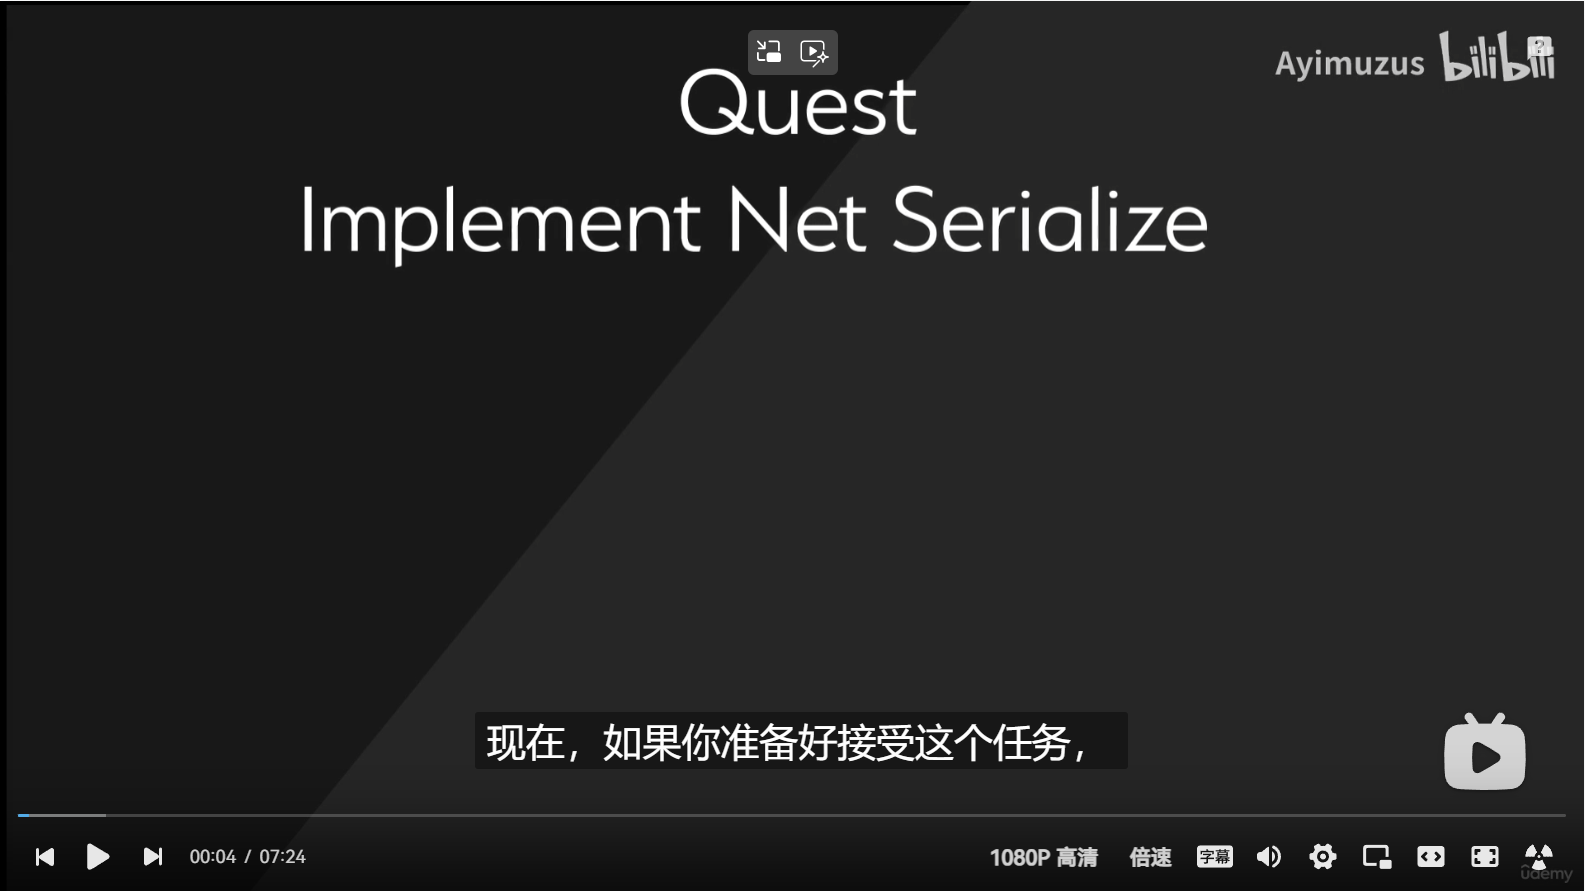 Ayimuzus bilibili
Quest
Implement Net Serialize
现在，如果你准备好接受这个任务，
00:04 / 07:24
1080P 高清
倍速
字幕
ûdemy